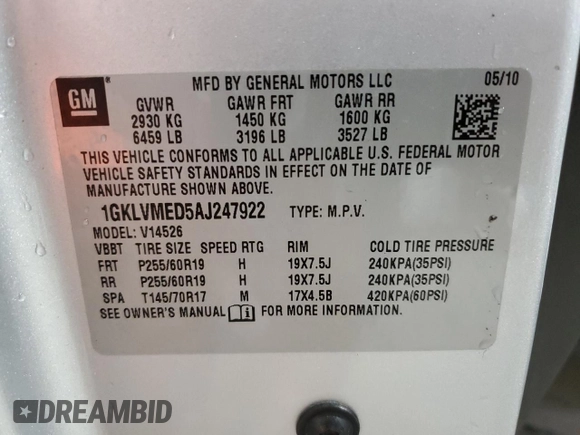 MFD BY GENERAL MOTORS LLC 05/10
GM
GVWR GAWR FRT GAWR RR
2930 KG 1450 KG 1600 KG
6459 LB 3196 LB 3527 LB
THIS VEHICLE CONFORMS TO ALL APPLICABLE U.S. FEDERAL MOTOR
VEHICLE SAFETY STANDARDS IN EFFECT ON THE DATE OF
MANUFACTURE SHOWN ABOVE.
1GKLVMED5AJ247922 TYPE: M.P.V.
MODEL: V14526
VBBT TIRE SIZE SPEED RTG RIM COLD TIRE PRESSURE
FRT P255/60R19 H 19X7.5J 240KPA(35PSI)
RR P255/60R19 H 19X7.5J 240KPA(35PSI)
SPA T145/70R17 M 17X4.5B 420KPA(60PSI)
SEE OWNER'S MANUAL i FOR MORE INFORMATION.
DREAMBID